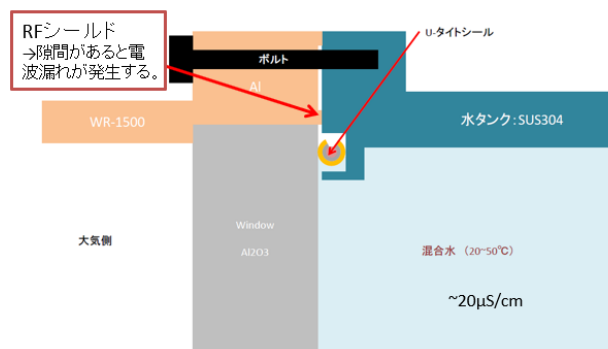 RFシールド
→隙間があると電
波漏れが発生する。
U-タイトシール
ボルト
Al
WR-1500
水タンク：SUS304
Window
Al2O3
大気側
混合水 （20~50℃）
~20µS/cm